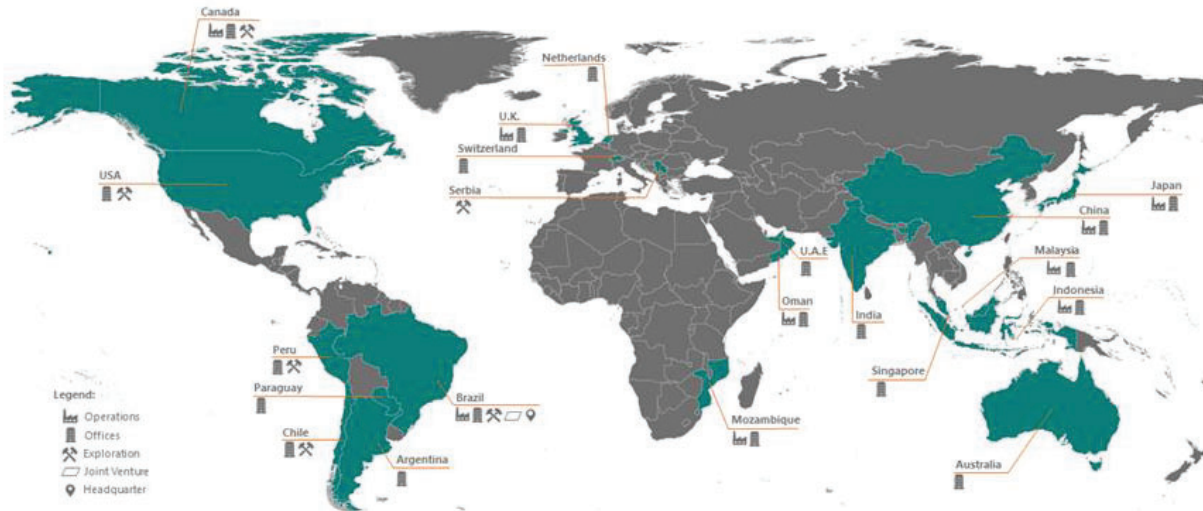 Canada
Netherlands
U.K.
Switzerland
USA
Serbia
Japan
China
U.A.E
Malaysia
Indonesia
Oman
India
Peru
Singapore
Paraguay
Brazil
Legend:
Operations
Mozambique
Offices
Chile
Exploration
Argentina
Australia
Joint Venture
Headquarter